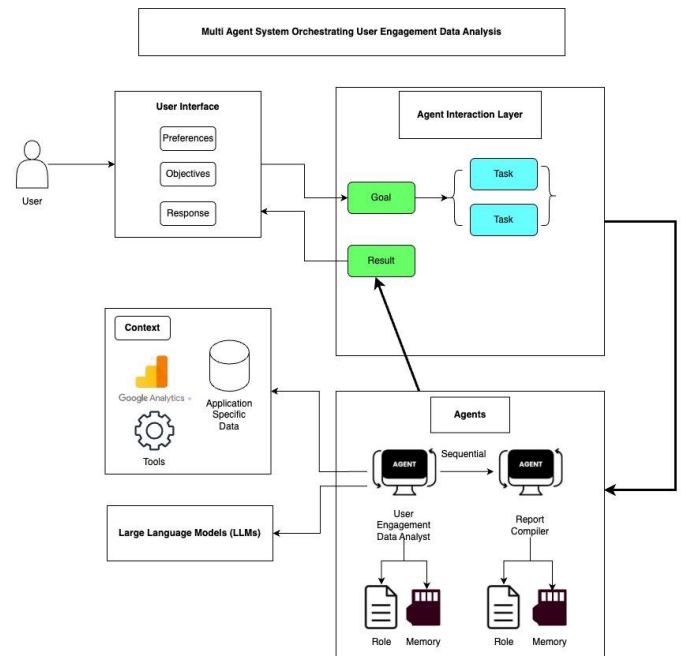 Multi Agent System Orchestrating User Engagement Data Analysis
User Interface
Preferences
Objectives
Response
User
Agent Interaction Layer
Goal
Task
Task
Result
Context
Google Analytics
Application
Specific
Data
Tools
Large Language Models (LLMs)
Agents
AGENT
Sequential
AGENT
User
Engagement
Data Analyst
Report
Compiler
Role
Memory
Role
Memory